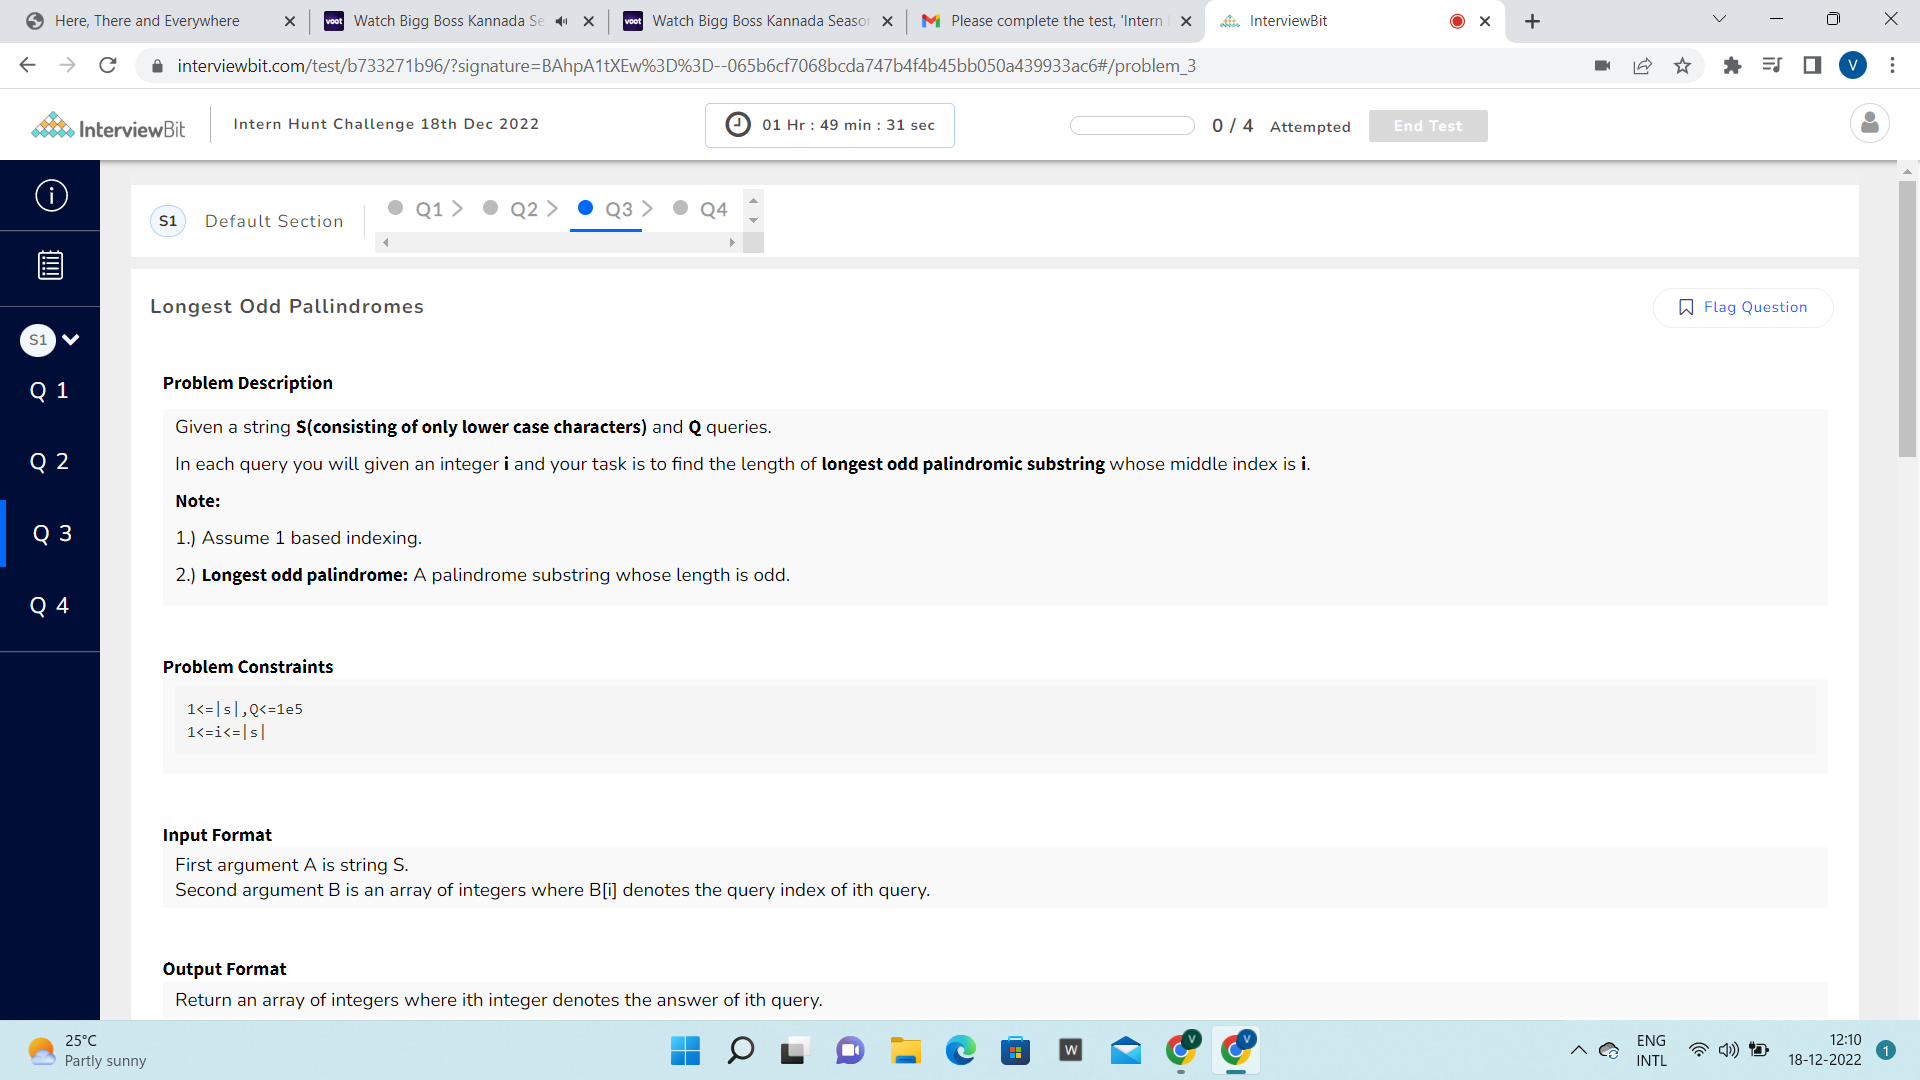 Here, There and Everywhere
Watch Bigg Boss Kannada Se
Watch Bigg Boss Kannada Season
Please complete the test, 'Intern
InterviewBit
interviewbit.com/test/b733271b96/?signature=BAhpA1tXEw%3D%3D--065b6cf7068bcda747b4f4b45bb050a439933ac6#/problem_3
V
InterviewBit
Intern Hunt Challenge 18th Dec 2022
01 Hr : 49 min : 31 sec
0 / 4 Attempted
End Test
S1
Default Section
Q1
Q2
Q3
Q4
S1
Q 1
Q 2
Q 3
Q 4
Longest Odd Pallindromes
Flag Question
Problem Description
Given a string S(consisting of only lower case characters) and Q queries.
In each query you will given an integer i and your task is to find the length of longest odd palindromic substring whose middle index is i.
Note:
1.) Assume 1 based indexing.
2.) Longest odd palindrome: A palindrome substring whose length is odd.
Problem Constraints
1<=|s|,Q<=1e5
1<=i<=|s|
Input Format
First argument A is string S.
Second argument B is an array of integers where B[i] denotes the query index of ith query.
Output Format
Return an array of integers where ith integer denotes the answer of ith query.
25°C
Partly sunny
W
V
V
ENG
INTL
12:10
18-12-2022
1